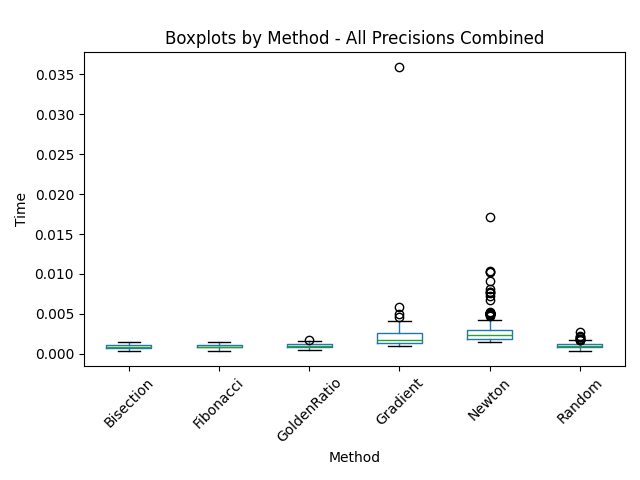 Boxplots by Method - All Precisions Combined
0.035
0.030
0.025
0.020
0.015
0.010
0.005
0.000
Time
Bisection
Fibonacci
GoldenRatio
Gradient
Newton
Random
Method